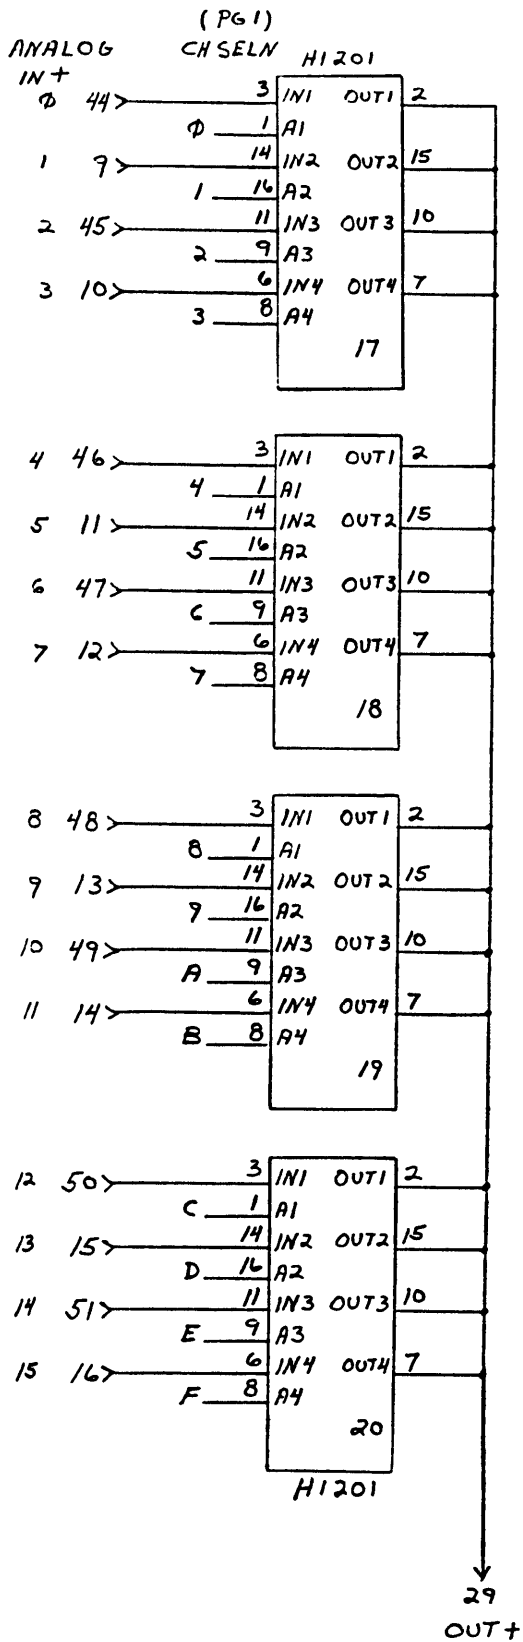 (PG1)
ANALOG CHSELN HI201
IN+
0 44 3 IN1 OUT1 2
0 1 A1
1 9 14 IN2 OUT2 15
1 16 A2
2 45 11 IN3 OUT3 10
2 9 A3
3 10 6 IN4 OUT4 7
3 8 A4
17
4 46 3 IN1 OUT1 2
4 1 A1
5 11 14 IN2 OUT2 15
5 16 A2
6 47 11 IN3 OUT3 10
6 9 A3
7 12 6 IN4 OUT4 7
7 8 A4
18
8 48 3 IN1 OUT1 2
8 1 A1
9 13 14 IN2 OUT2 15
9 16 A2
10 49 11 IN3 OUT3 10
A 9 A3
11 14 6 IN4 OUT4 7
B 8 A4
19
12 50 3 IN1 OUT1 2
C 1 A1
13 15 14 IN2 OUT2 15
D 16 A2
14 51 11 IN3 OUT3 10
E 9 A3
15 16 6 IN4 OUT4 7
F 8 A4
20
HI201
29
OUT+